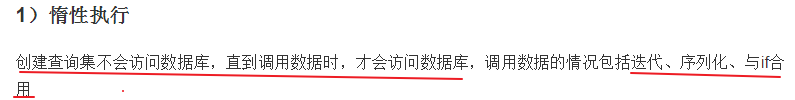 1）惰性执行
创建查询集不会访问数据库，直到调用数据时，才会访问数据库，调用数据的情况包括迭代、序列化、与if合
用